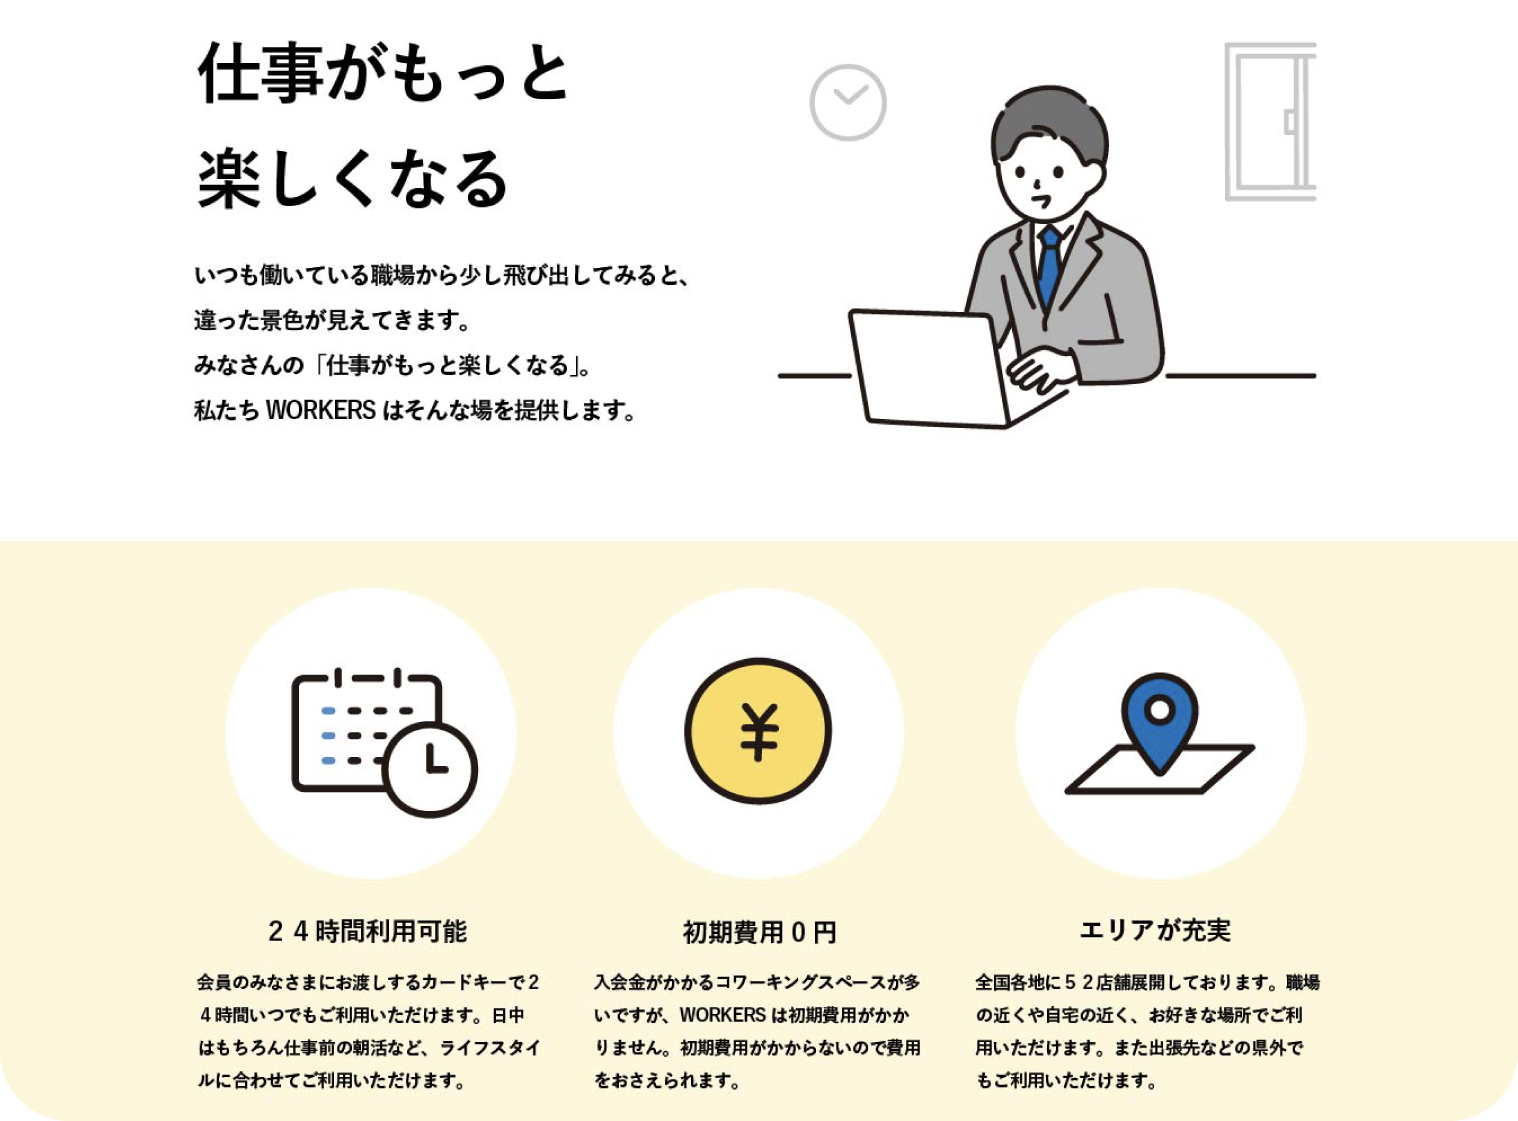 仕事がもっと
楽しくなる
いつも働いている職場から少し飛び出してみると、
違った景色が見えてきます。
みなさんの「仕事がもっと楽しくなる」。
私たち WORKERS はそんな場を提供します。
２４時間利用可能
会員のみなさまにお渡しするカードキーで２
４時間いつでもご利用いただけます。日中
はもちろん仕事前の朝活など、ライフスタイ
ルに合わせてご利用いただけます。
初期費用０円
入会金がかかるコワーキングスペースが多
いですが、WORKERS は初期費用がかか
りません。初期費用がかからないので費用
をおさえられます。
エリアが充実
全国各地に５２店舗展開しております。職場
の近くや自宅の近く、お好きな場所でご利
用いただけます。また出張先などの県外で
もご利用いただけます。